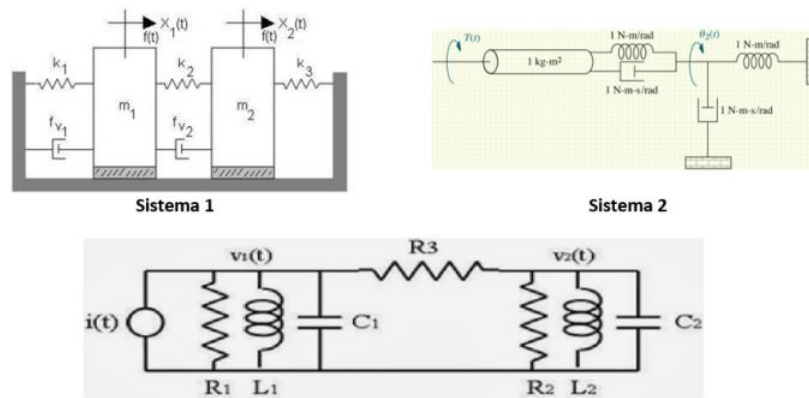 X1(t)
X2(t)
f(t)
f(t)
k1
k2
k3
m1
m2
fv1
fv2
Sistema 1
T(t)
1 kg-m²
1 N-m/rad
1 N-m-s/rad
θ2(t)
1 N-m/rad
1 N-m-s/rad
Sistema 2
v1(t)
R3
v2(t)
i(t)
C1
C2
R1 L1
R2 L2